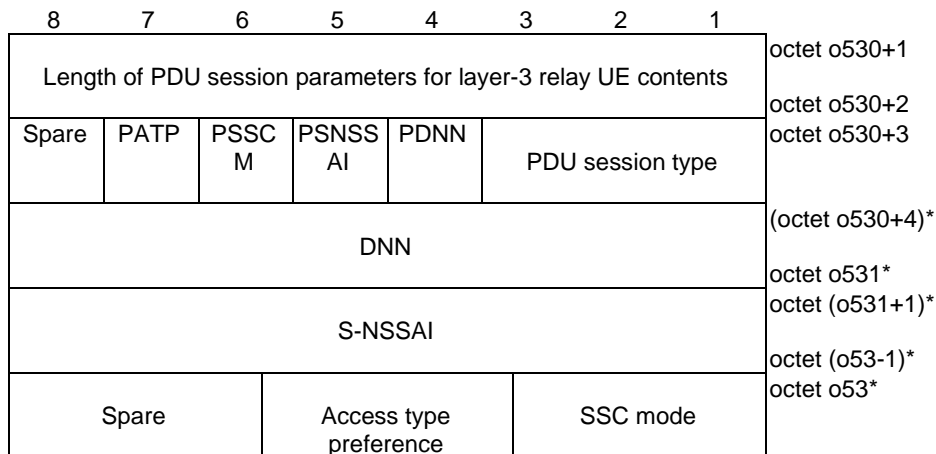 8 7 6 5 4 3 2 1
octet o530+1
Length of PDU session parameters for layer-3 relay UE contents
octet o530+2
Spare PATP PSSC PSNSS PDNN octet o530+3
M AI PDU session type
(octet o530+4)*
DNN
octet o531*
octet (o531+1)*
S-NSSAI
octet (o53-1)*
octet o53*
Spare Access type SSC mode
preference